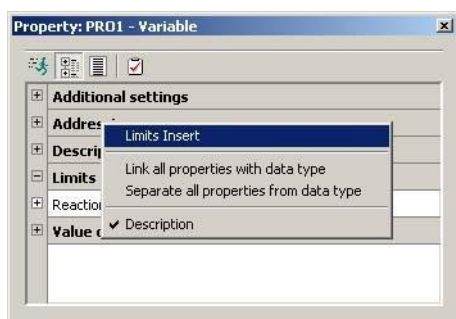 Property: PRO1 - Variable
Additional settings
Limits Insert
Link all properties with data type
Limits
Separate all properties from data type
Description